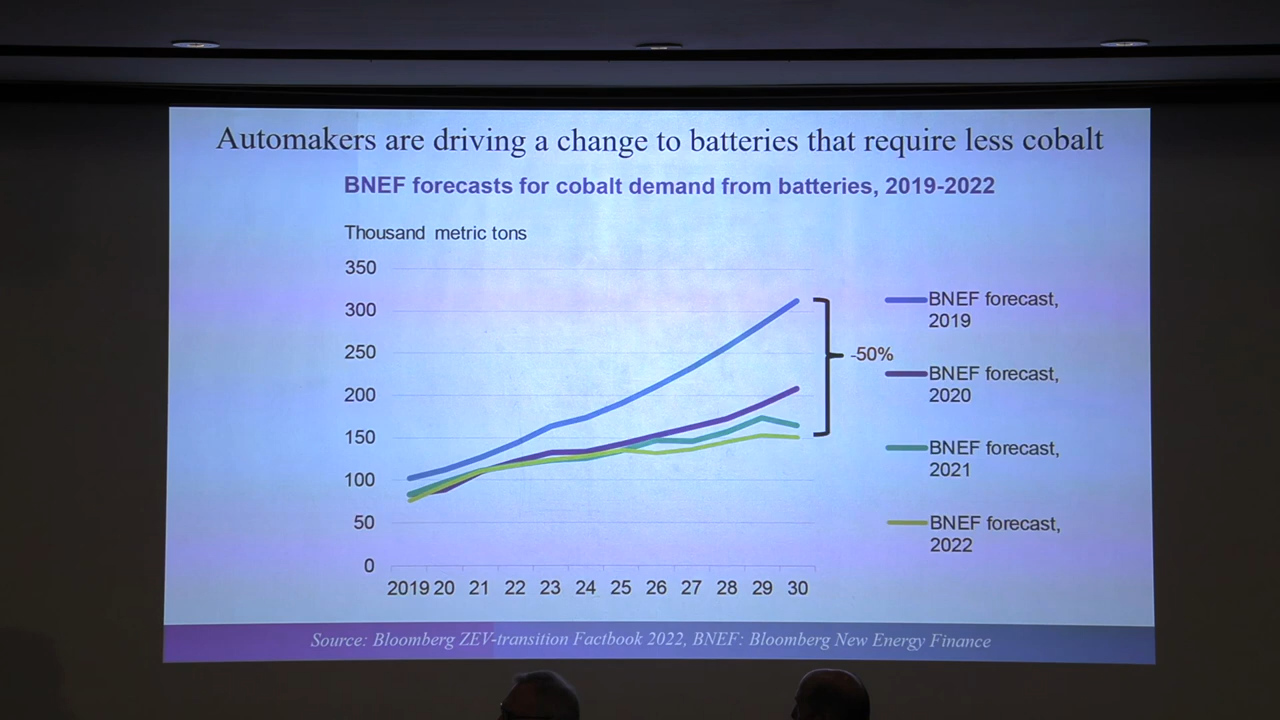 Automakers are driving a change to batteries that require less cobalt
BNEF forecasts for cobalt demand from batteries, 2019-2022
Thousand metric tons
350
300
250
200
150
100
50
0
2019 20 21 22 23 24 25 26 27 28 29 30
-50%
BNEF forecast,
2019
BNEF forecast,
2020
BNEF forecast,
2021
BNEF forecast,
2022
Source: Bloomberg ZEV-transition Factbook 2022, BNEF: Bloomberg New Energy Finance